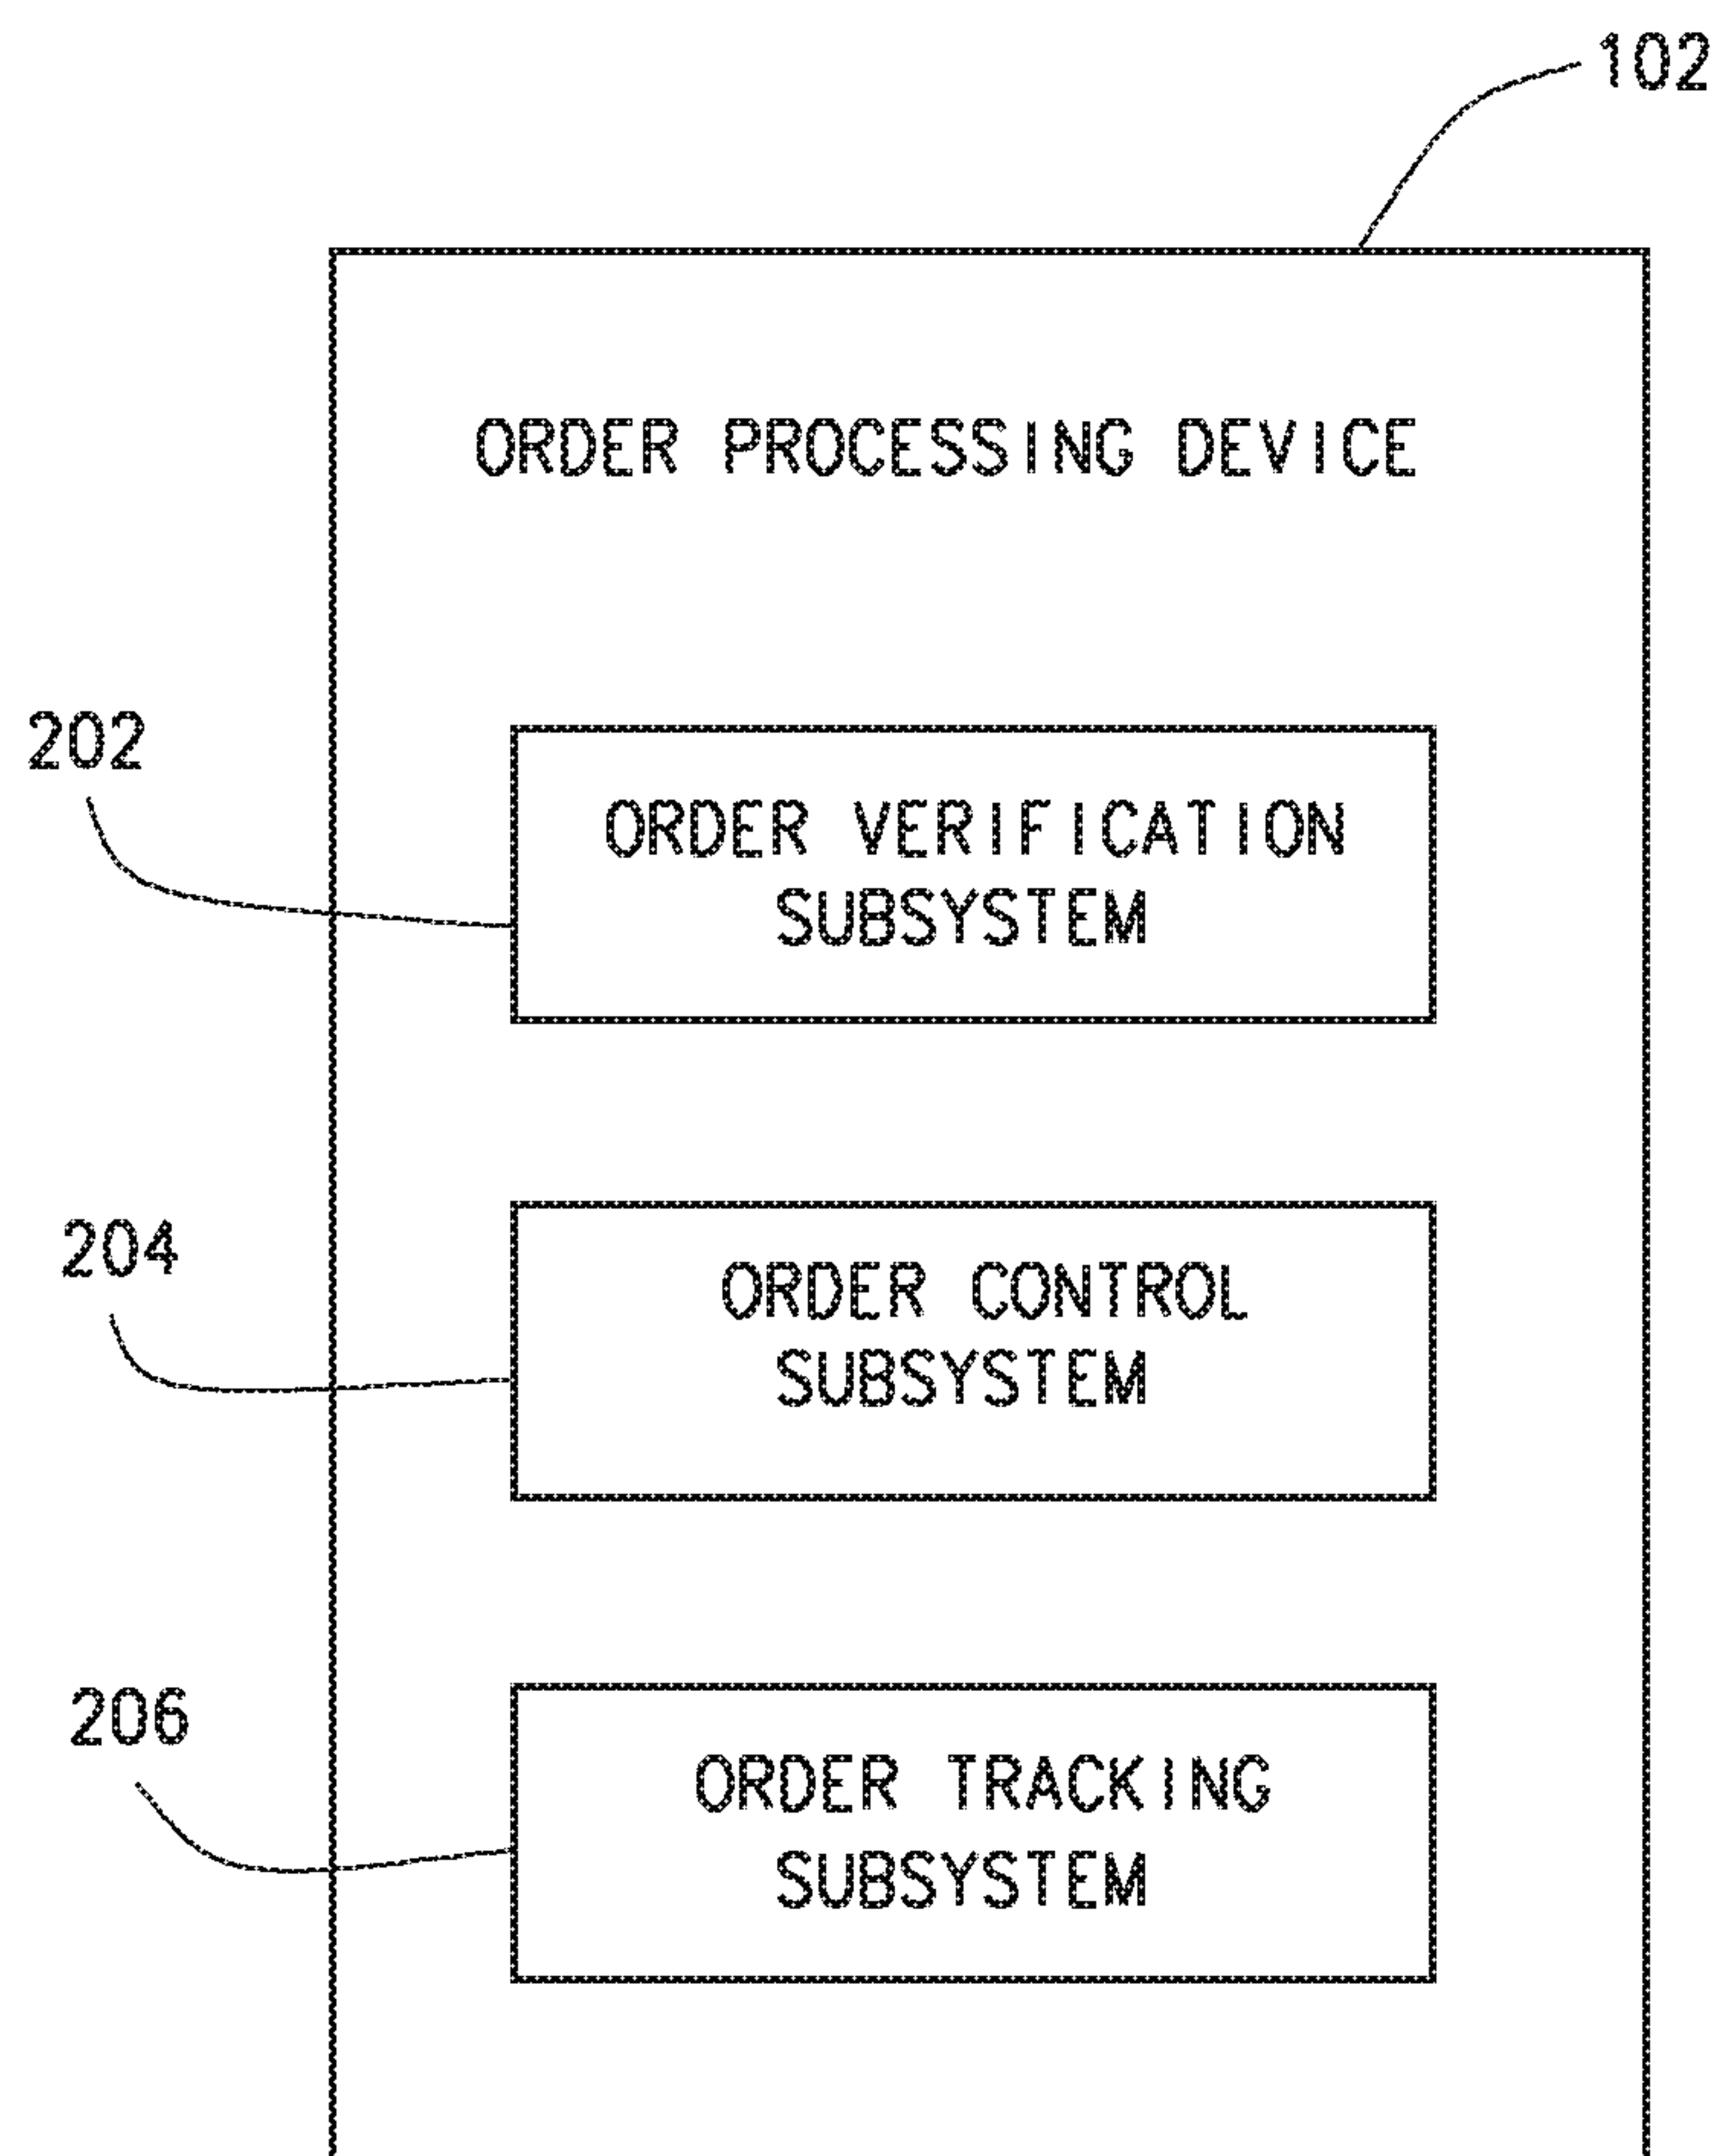 102
ORDER PROCESSING DEVICE
202
ORDER VERIFICATION
SUBSYSTEM
204
ORDER CONTROL
SUBSYSTEM
206
ORDER TRACKING
SUBSYSTEM